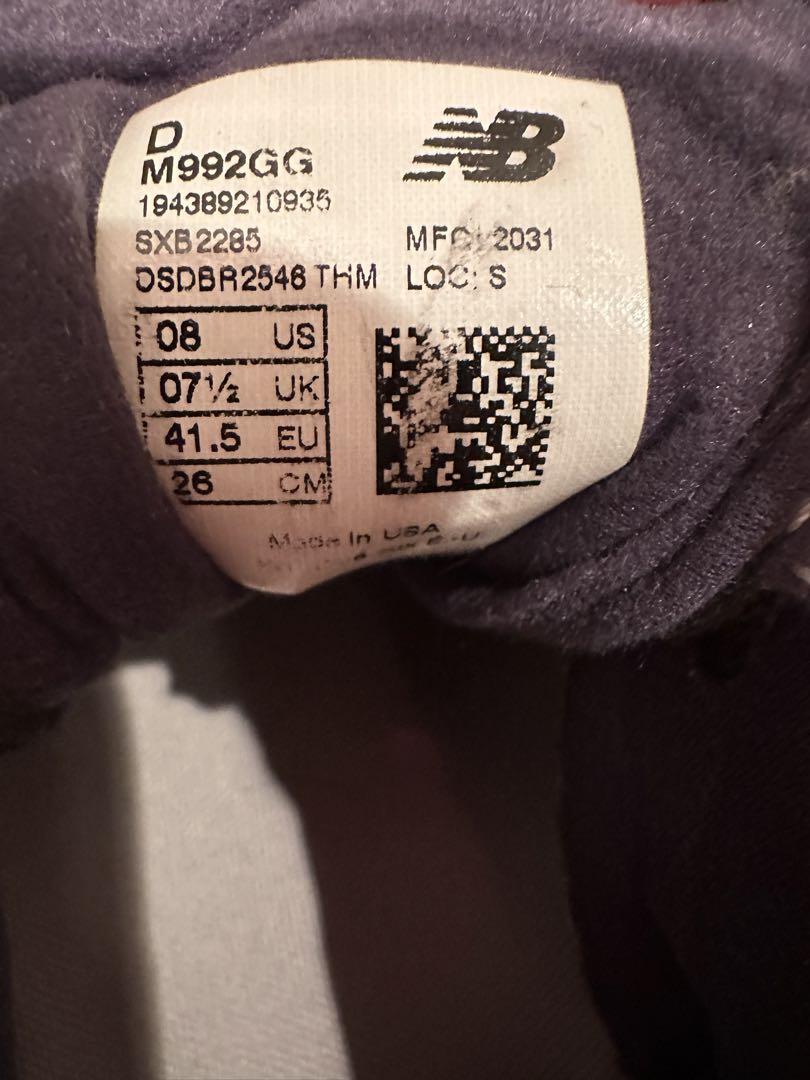 D
M992GG
194389210935
SXB2285
DSDBR2546 THM
NB
MFG: 2031
LOC: S
08 US
07½ UK
41.5 EU
26 CM
Made In USA